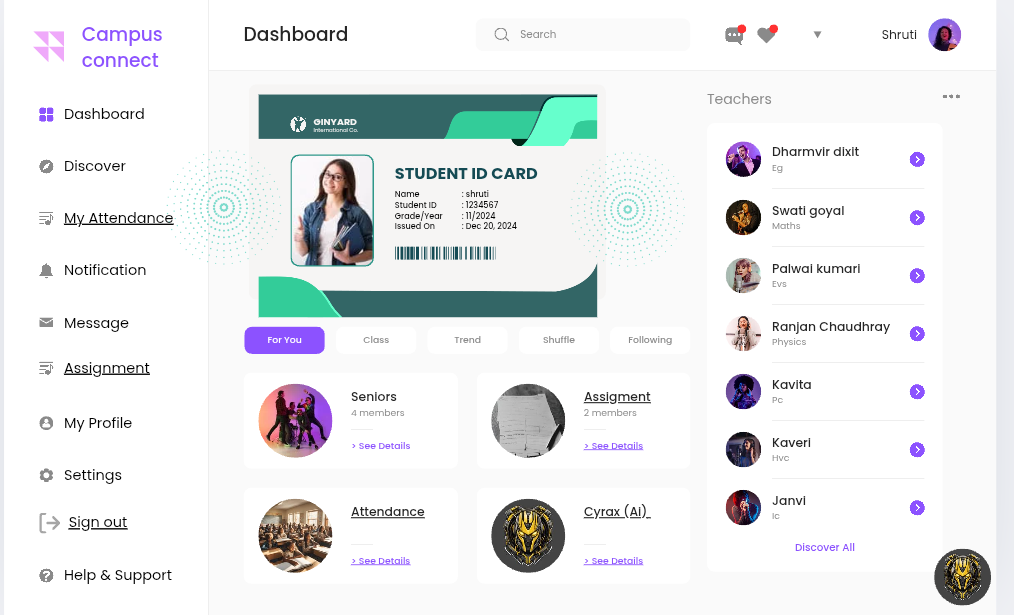 Campus
connect
Dashboard
Discover
My Attendance
Notification
Message
Assignment
My Profile
Settings
Sign out
Help & Support
Dashboard
Search
Shruti
GINYARD
International Co.
STUDENT ID CARD
Name : shruti
Student ID : 1234567
Grade/Year : 11/2024
Issued On : Dec 20, 2024
For You
Class
Trend
Shuffle
Following
Seniors
4 members
> See Details
Assigment
2 members
> See Details
Attendance
> See Details
Cyrax (Ai)
> See Details
Teachers
Dharmvir dixit
Eg
Swati goyal
Maths
Palwal kumari
Evs
Ranjan Chaudhray
Physics
Kavita
Pc
Kaveri
Hvc
Janvi
Ic
Discover All